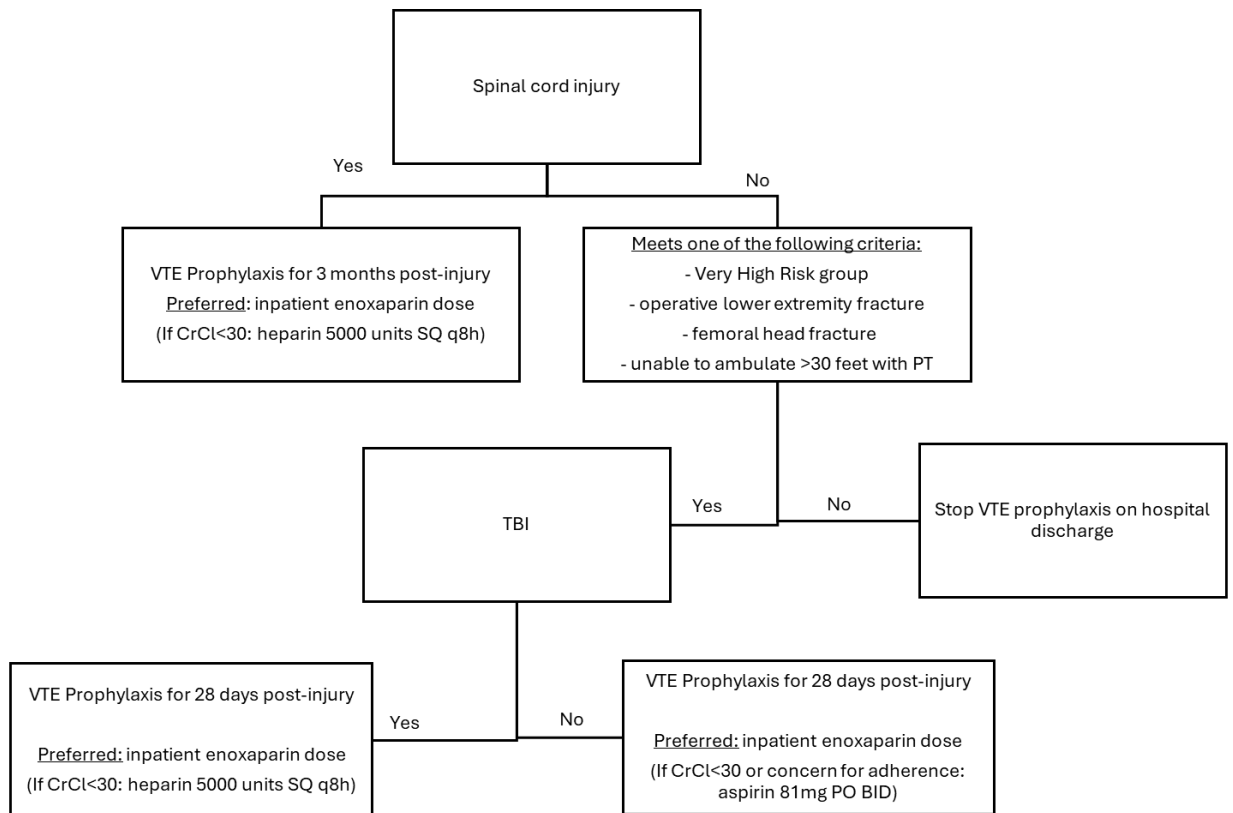 Spinal cord injury
Yes
No
VTE Prophylaxis for 3 months post-injury
Preferred: inpatient enoxaparin dose
(If CrCl<30: heparin 5000 units SQ q8h)
Meets one of the following criteria:
- Very High Risk group
- operative lower extremity fracture
- femoral head fracture
- unable to ambulate >30 feet with PT
TBI
Yes
No
Stop VTE prophylaxis on hospital
discharge
VTE Prophylaxis for 28 days post-injury
Preferred: inpatient enoxaparin dose
(If CrCl<30: heparin 5000 units SQ q8h)
Yes
No
VTE Prophylaxis for 28 days post-injury
Preferred: inpatient enoxaparin dose
(If CrCl<30 or concern for adherence:
aspirin 81mg PO BID)